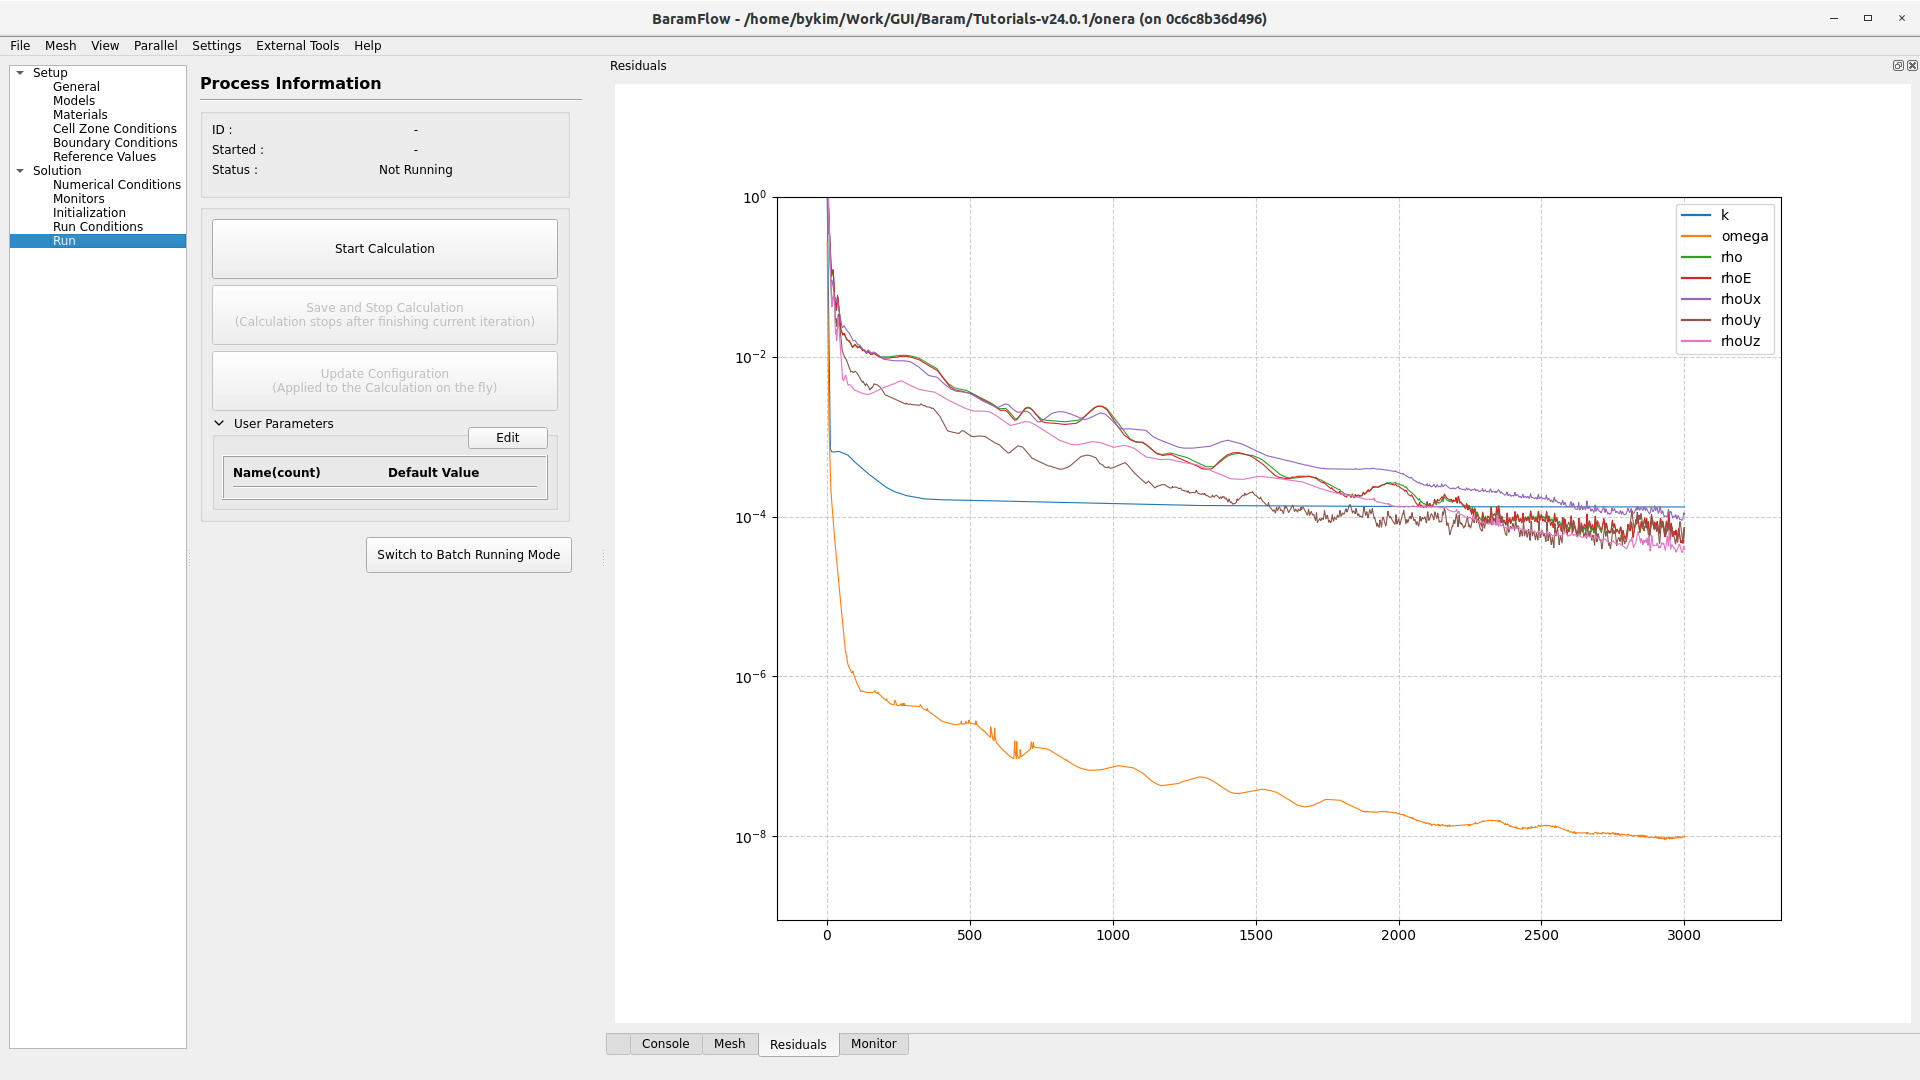 BaramFlow - /home/bykim/Work/GUI/Baram/Tutorials-v24.0.1/onera (on 0c6c8b36d496)
File Mesh View Parallel Settings External Tools Help
Setup
General
Models
Materials
Cell Zone Conditions
Boundary Conditions
Reference Values
Solution
Numerical Conditions
Monitors
Initialization
Run Conditions
Run
Process Information
ID : -
Started : -
Status : Not Running
Start Calculation
Save and Stop Calculation
(Calculation stops after finishing current iteration)
Update Configuration
(Applied to the Calculation on the fly)
User Parameters
Edit
Name(count) Default Value
Switch to Batch Running Mode
Residuals
10⁰
10⁻²
10⁻⁴
10⁻⁶
10⁻⁸
0 500 1000 1500 2000 2500 3000
k
omega
rho
rhoE
rhoUx
rhoUy
rhoUz
Console Mesh Residuals Monitor